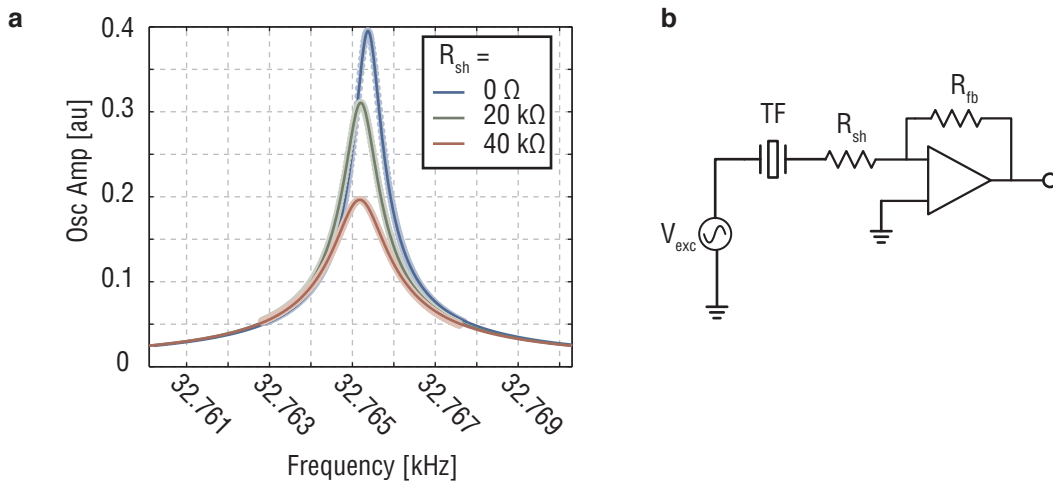 a
Osc Amp [au]
0.4
0.3
0.2
0.1
0
R_sh =
0 Ω
20 kΩ
40 kΩ
32.761
32.763
32.765
32.767
32.769
Frequency [kHz]
b
TF
R_sh
R_fb
V_exc